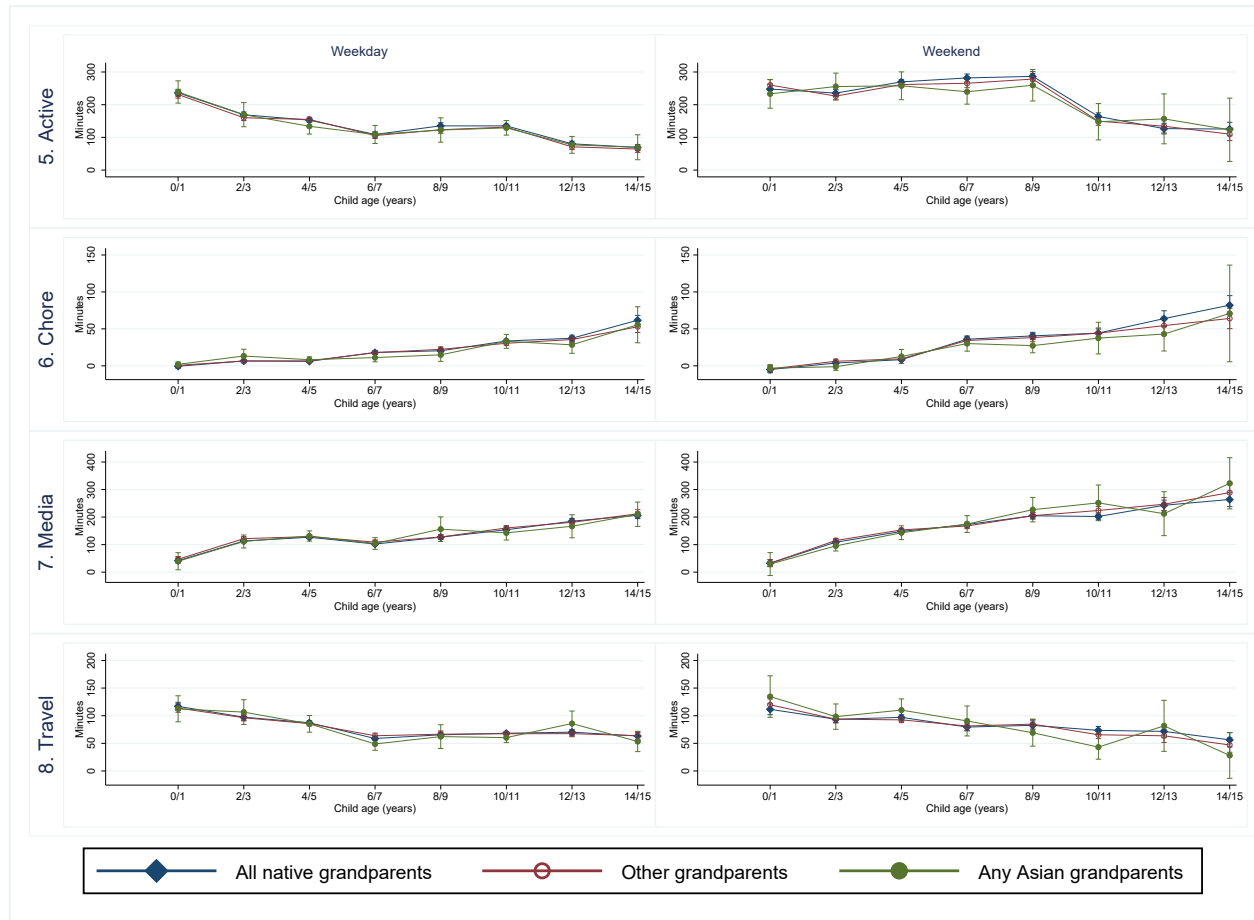 Weekday
Weekend
5. Active
Minutes
0 100 200 300
0/1 2/3 4/5 6/7 8/9 10/11 12/13 14/15
Child age (years)
Minutes
0 100 200 300
0/1 2/3 4/5 6/7 8/9 10/11 12/13 14/15
Child age (years)
6. Chore
Minutes
0 50 100 150
0/1 2/3 4/5 6/7 8/9 10/11 12/13 14/15
Child age (years)
Minutes
0 50 100 150
0/1 2/3 4/5 6/7 8/9 10/11 12/13 14/15
Child age (years)
7. Media
Minutes
0 100 200 300 400
0/1 2/3 4/5 6/7 8/9 10/11 12/13 14/15
Child age (years)
Minutes
0 100 200 300 400
0/1 2/3 4/5 6/7 8/9 10/11 12/13 14/15
Child age (years)
8. Travel
Minutes
0 50 100 150 200
0/1 2/3 4/5 6/7 8/9 10/11 12/13 14/15
Child age (years)
Minutes
0 50 100 150 200
0/1 2/3 4/5 6/7 8/9 10/11 12/13 14/15
Child age (years)
All native grandparents
Other grandparents
Any Asian grandparents